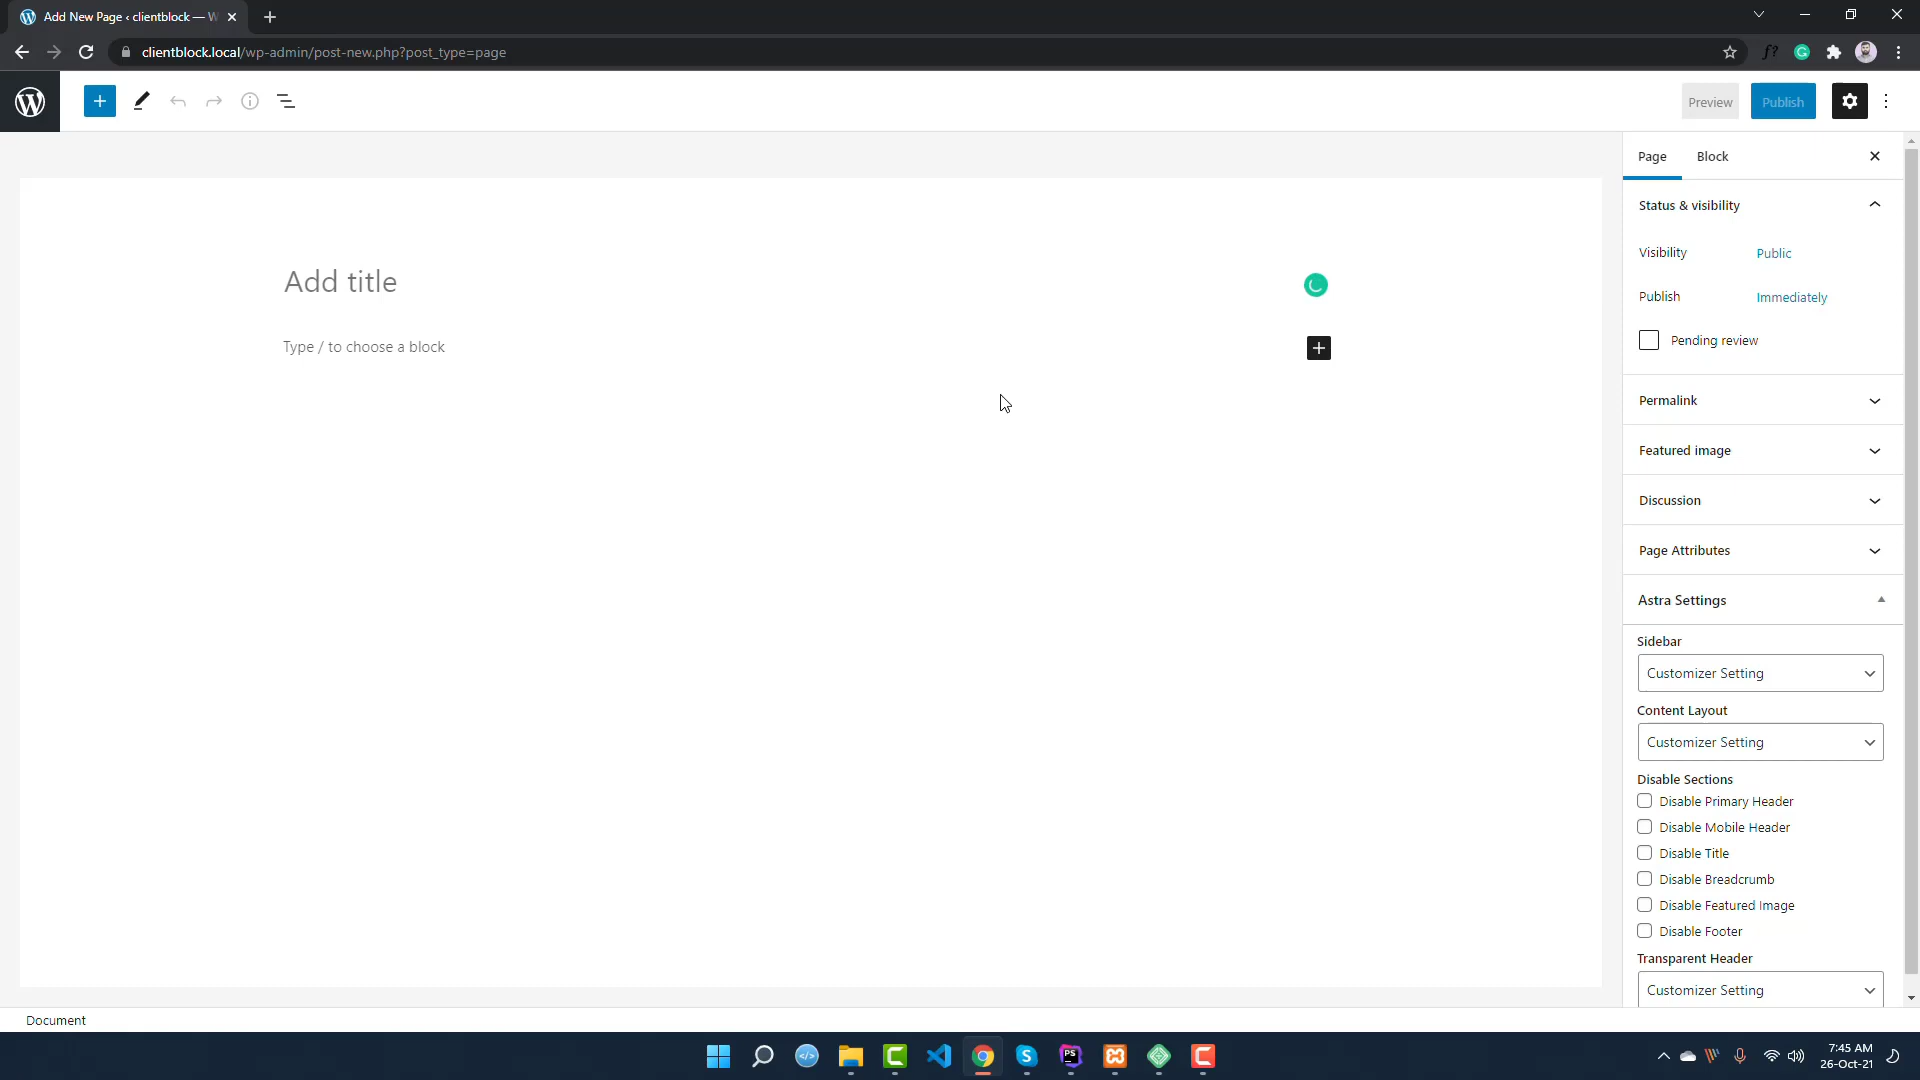 Add New Page ‹ clientblock — W
clientblock.local/wp-admin/post-new.php?post_type=page
f?
Preview
Publish
Page
Block
Status & visibility
Visibility
Public
Publish
Immediately
Pending review
Add title
Type / to choose a block
Permalink
Featured image
Discussion
Page Attributes
Astra Settings
Sidebar
Customizer Setting
Content Layout
Customizer Setting
Disable Sections
Disable Primary Header
Disable Mobile Header
Disable Title
Disable Breadcrumb
Disable Featured Image
Disable Footer
Transparent Header
Customizer Setting
Document
PS
7:45 AM
26-Oct-21